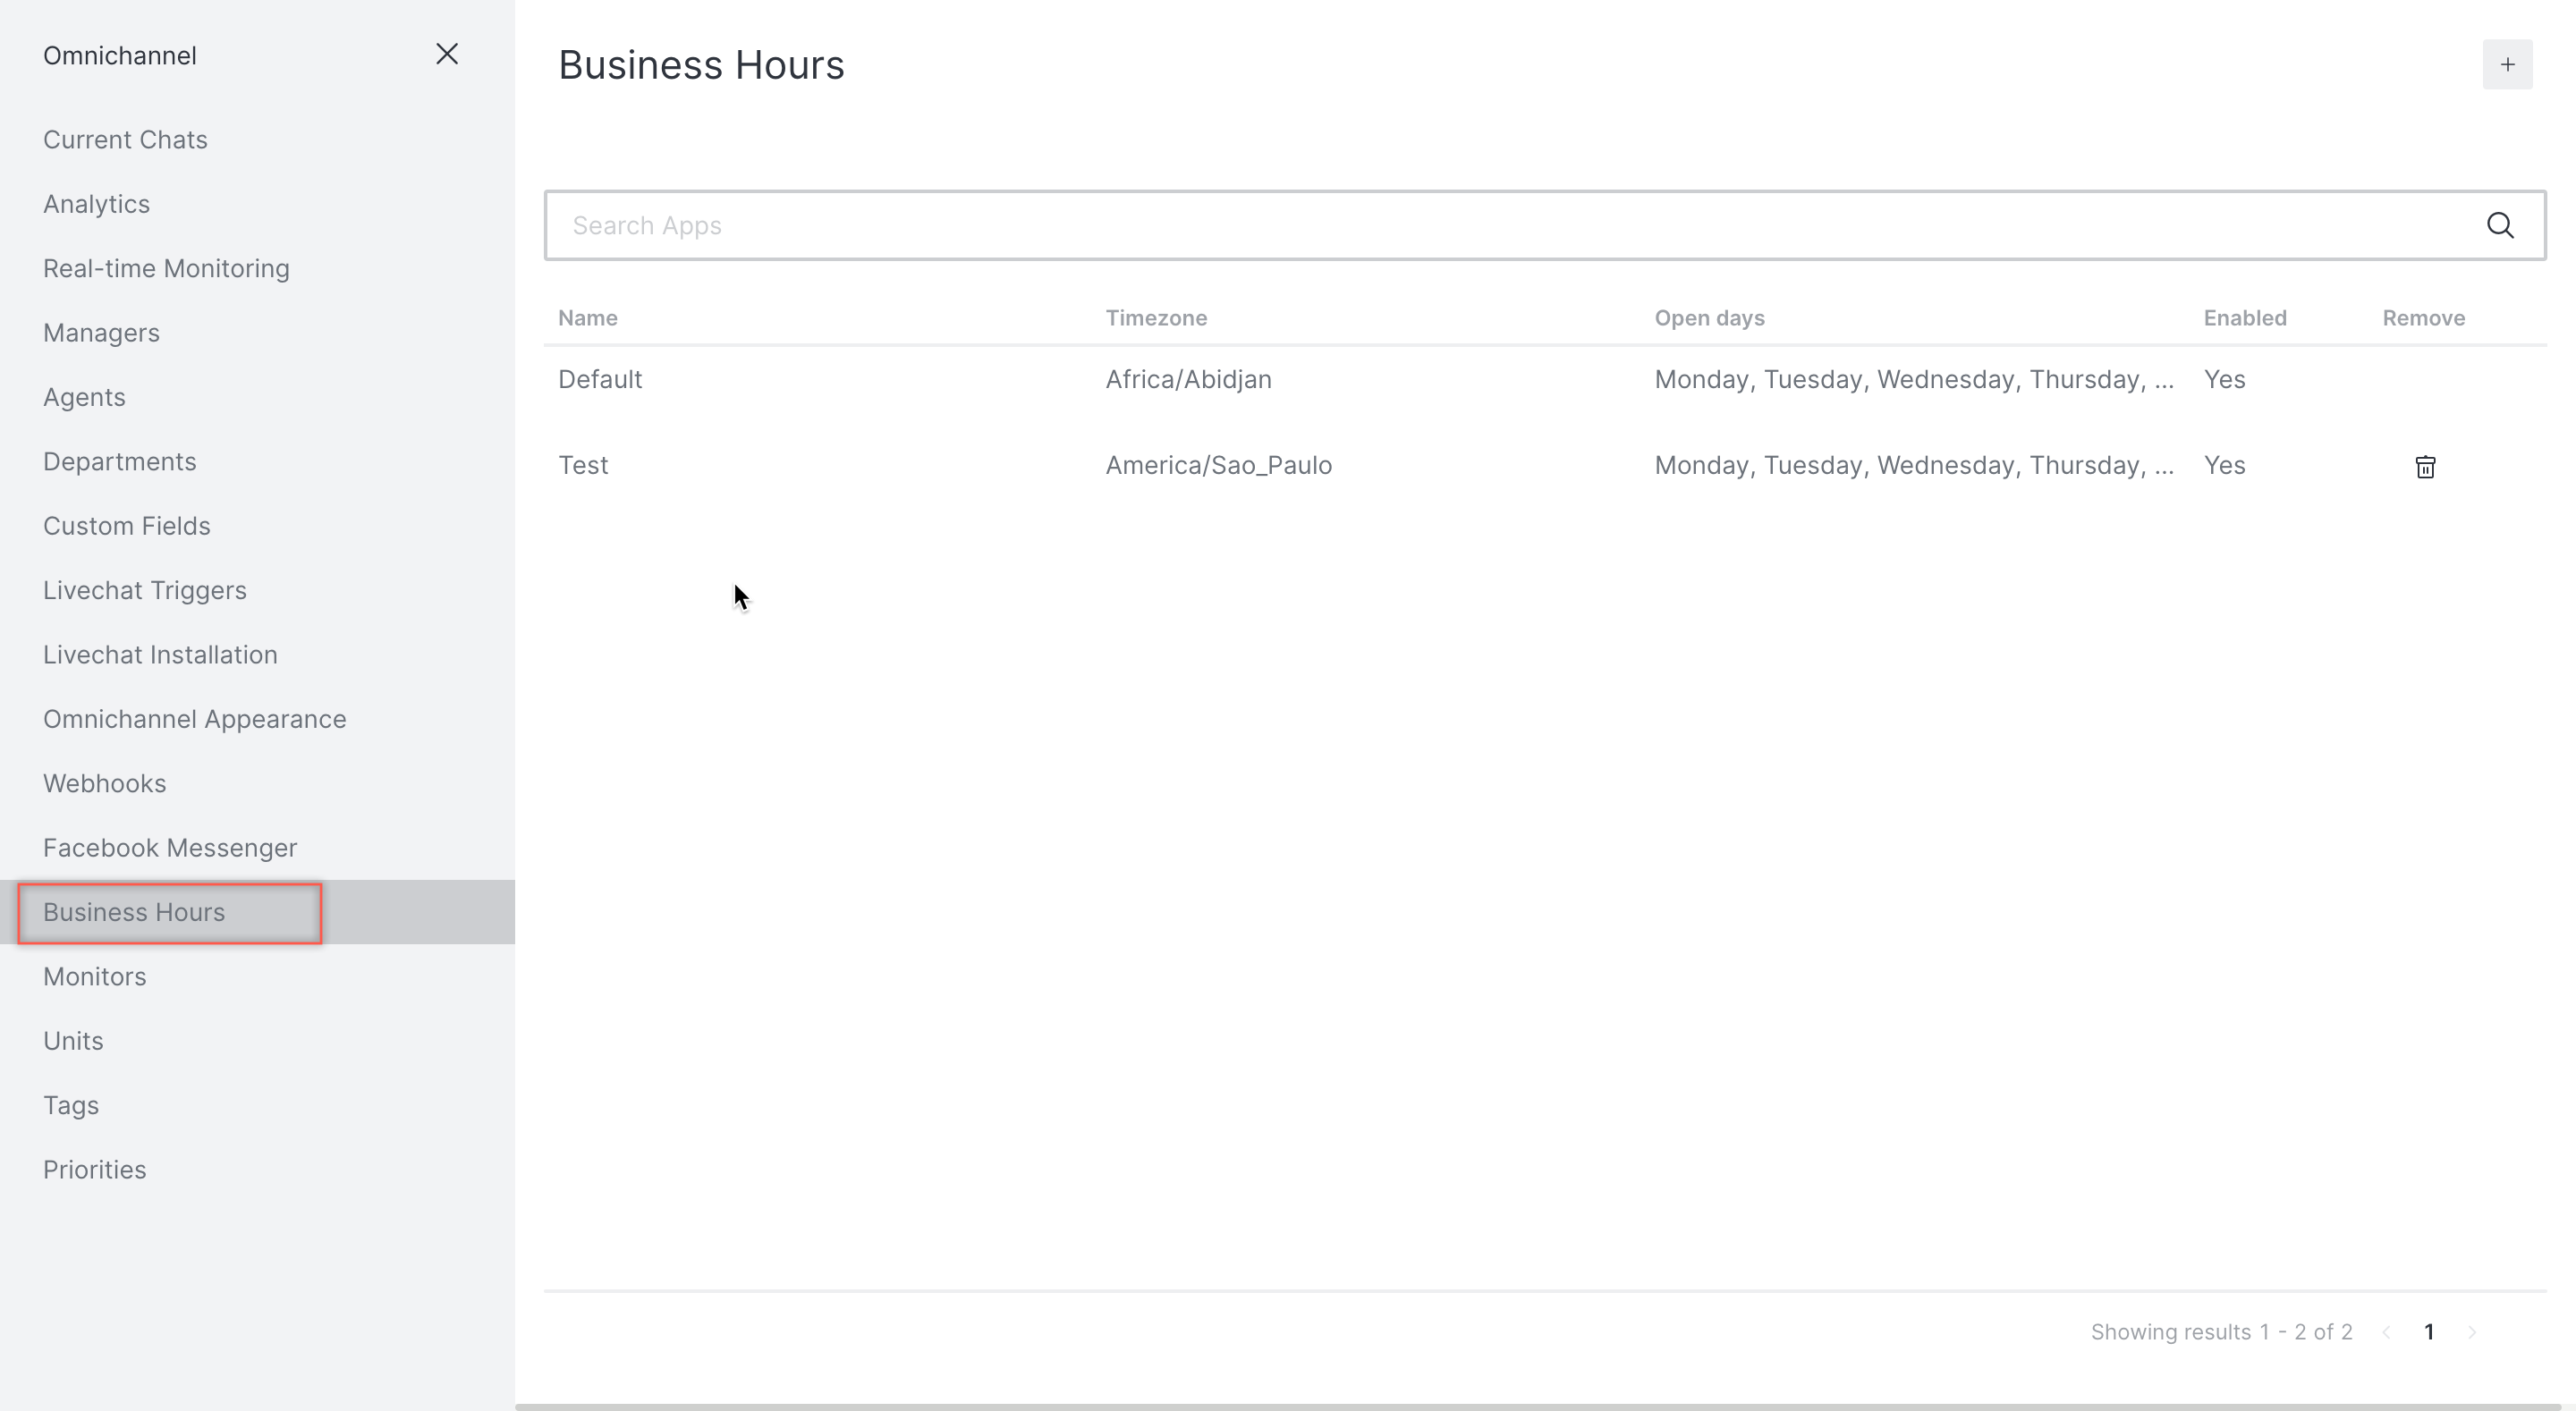 Omnichannel
Current Chats
Analytics
Real-time Monitoring
Managers
Agents
Departments
Custom Fields
Livechat Triggers
Livechat Installation
Omnichannel Appearance
Webhooks
Facebook Messenger
Business Hours
Monitors
Units
Tags
Priorities
Business Hours
Search Apps
Name Timezone Open days Enabled Remove
Default Africa/Abidjan Monday, Tuesday, Wednesday, Thursday, ... Yes
Test America/Sao_Paulo Monday, Tuesday, Wednesday, Thursday, ... Yes
Showing results 1 - 2 of 2 1